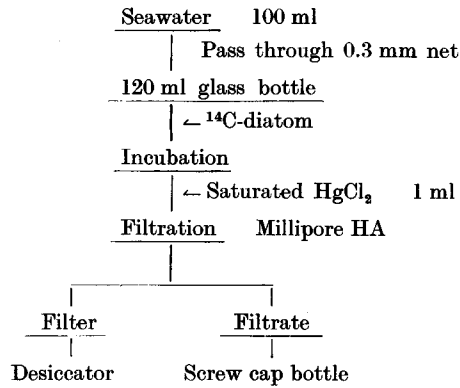 Seawater 100 ml
Pass through 0.3 mm net
120 ml glass bottle
¹⁴C-diatom
Incubation
Saturated HgCl₂ 1 ml
Filtration Millipore HA
Filter Filtrate
Desiccator Screw cap bottle